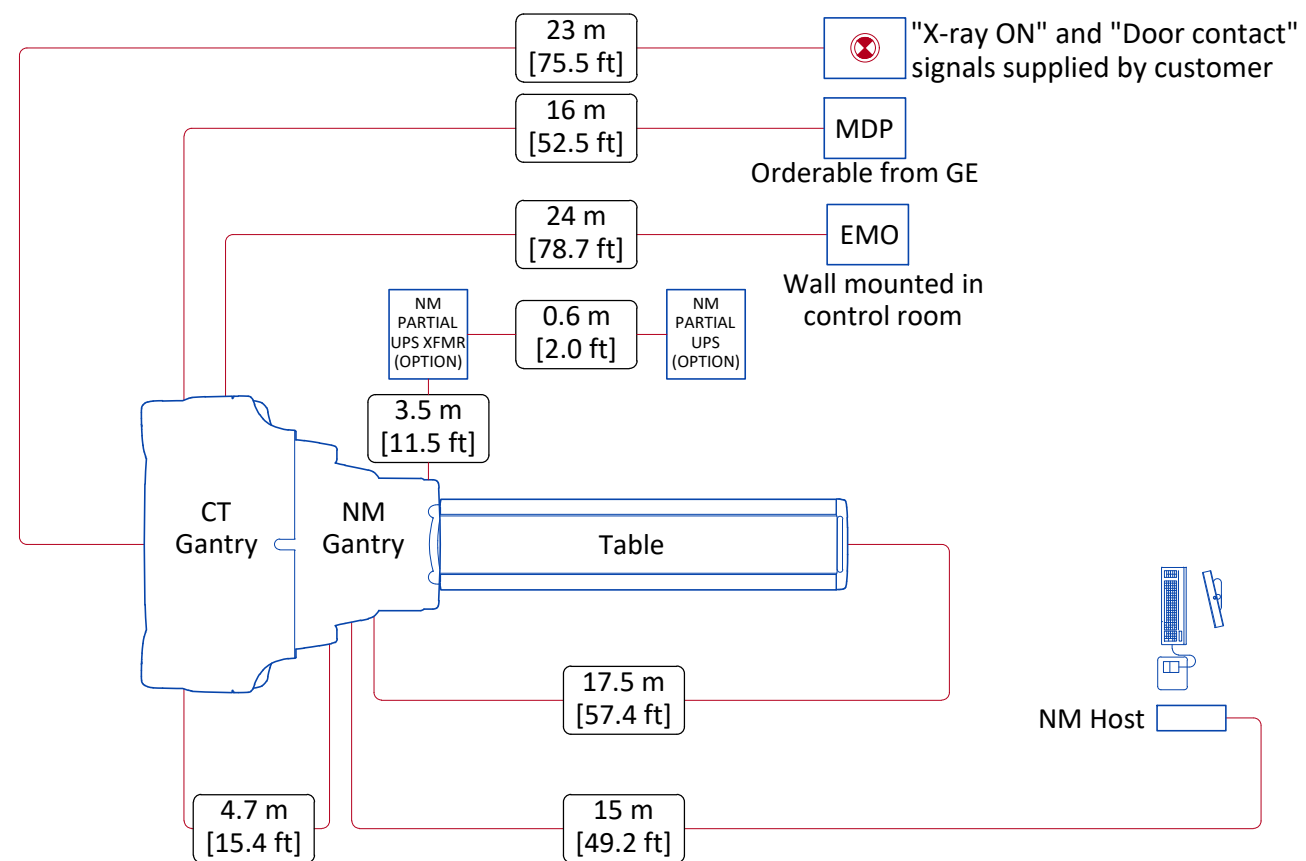 23 m
[75.5 ft]
"X-ray ON" and "Door contact"
signals supplied by customer
16 m
[52.5 ft]
MDP
Orderable from GE
24 m
[78.7 ft]
EMO
Wall mounted in
control room
NM
PARTIAL
UPS XFMR
(OPTION)
0.6 m
[2.0 ft]
NM
PARTIAL
UPS
(OPTION)
3.5 m
[11.5 ft]
CT
Gantry
NM
Gantry
Table
17.5 m
[57.4 ft]
NM Host
4.7 m
[15.4 ft]
15 m
[49.2 ft]